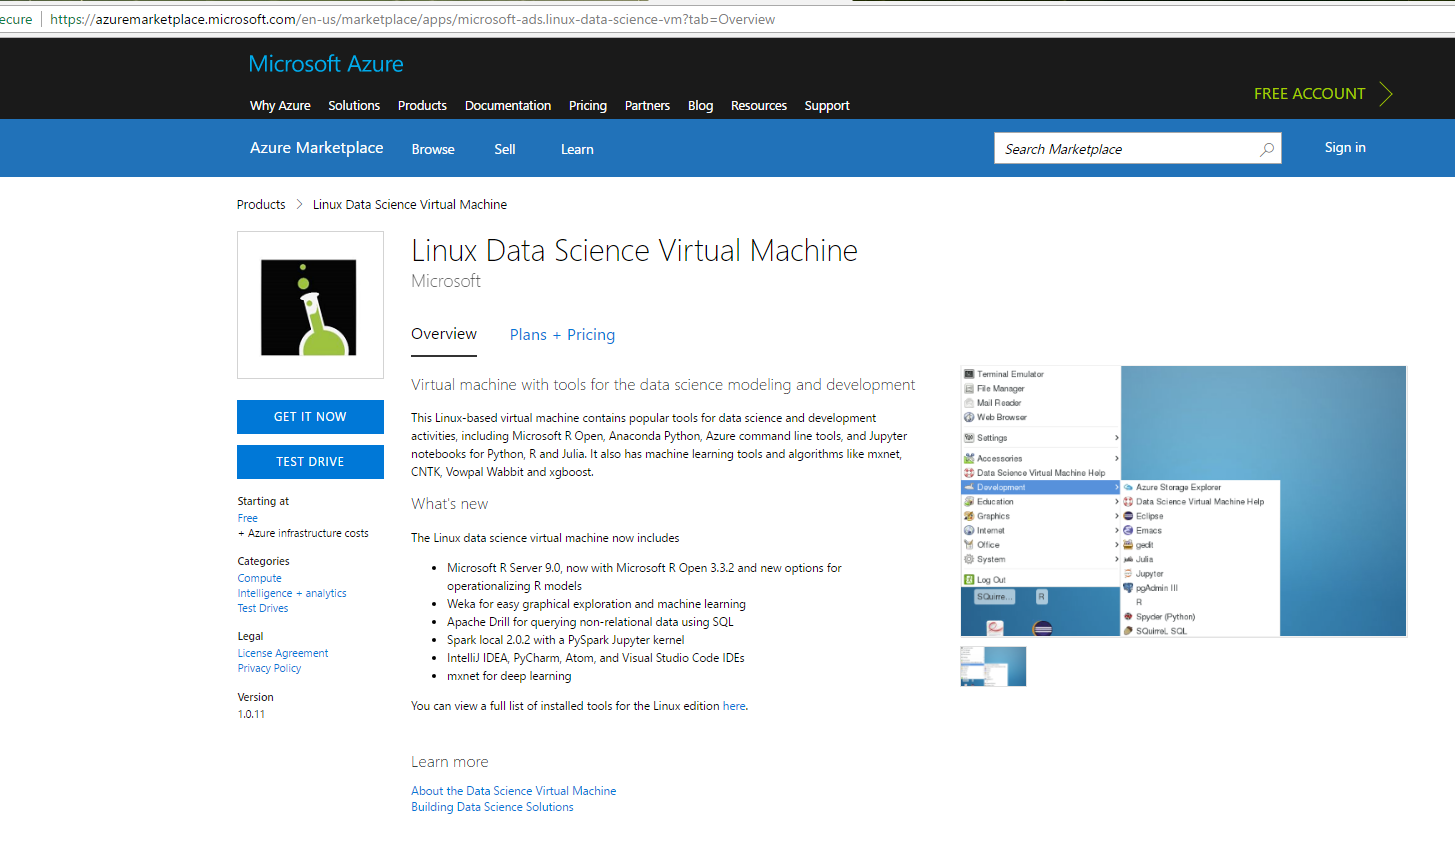 ecure | https://azuremarketplace.microsoft.com/en-us/marketplace/apps/microsoft-ads.linux-data-science-vm?tab=Overview
Microsoft Azure
FREE ACCOUNT
Why Azure Solutions Products Documentation Pricing Partners Blog Resources Support
Azure Marketplace Browse Sell Learn Search Marketplace Sign in
Products > Linux Data Science Virtual Machine
Linux Data Science Virtual Machine
Microsoft
Overview Plans + Pricing
GET IT NOW
TEST DRIVE
Starting at
Free
+ Azure infrastructure costs
Categories
Compute
Intelligence + analytics
Test Drives
Legal
License Agreement
Privacy Policy
Version
1.0.11
Virtual machine with tools for the data science modeling and development
This Linux-based virtual machine contains popular tools for data science and development
activities, including Microsoft R Open, Anaconda Python, Azure command line tools, and Jupyter
notebooks for Python, R and Julia. It also has machine learning tools and algorithms like mxnet,
CNTK, Vowpal Wabbit and xgboost.
What's new
The Linux data science virtual machine now includes
• Microsoft R Server 9.0, now with Microsoft R Open 3.3.2 and new options for
operationalizing R models
• Weka for easy graphical exploration and machine learning
• Apache Drill for querying non-relational data using SQL
• Spark local 2.0.2 with a PySpark Jupyter kernel
• IntelliJ IDEA, PyCharm, Atom, and Visual Studio Code IDEs
• mxnet for deep learning
You can view a full list of installed tools for the Linux edition here.
Learn more
About the Data Science Virtual Machine
Building Data Science Solutions
Terminal Emulator
File Manager
Mail Reader
Web Browser
Settings
Accessories
Data Science Virtual Machine Help
Development
Education
Graphics
Internet
Office
System
Log Out
SQuirre... R
Azure Storage Explorer
Data Science Virtual Machine Help
Eclipse
Emacs
gedit
Julia
Jupyter
pgAdmin III
R
Spyder (Python)
SQuirreL SQL